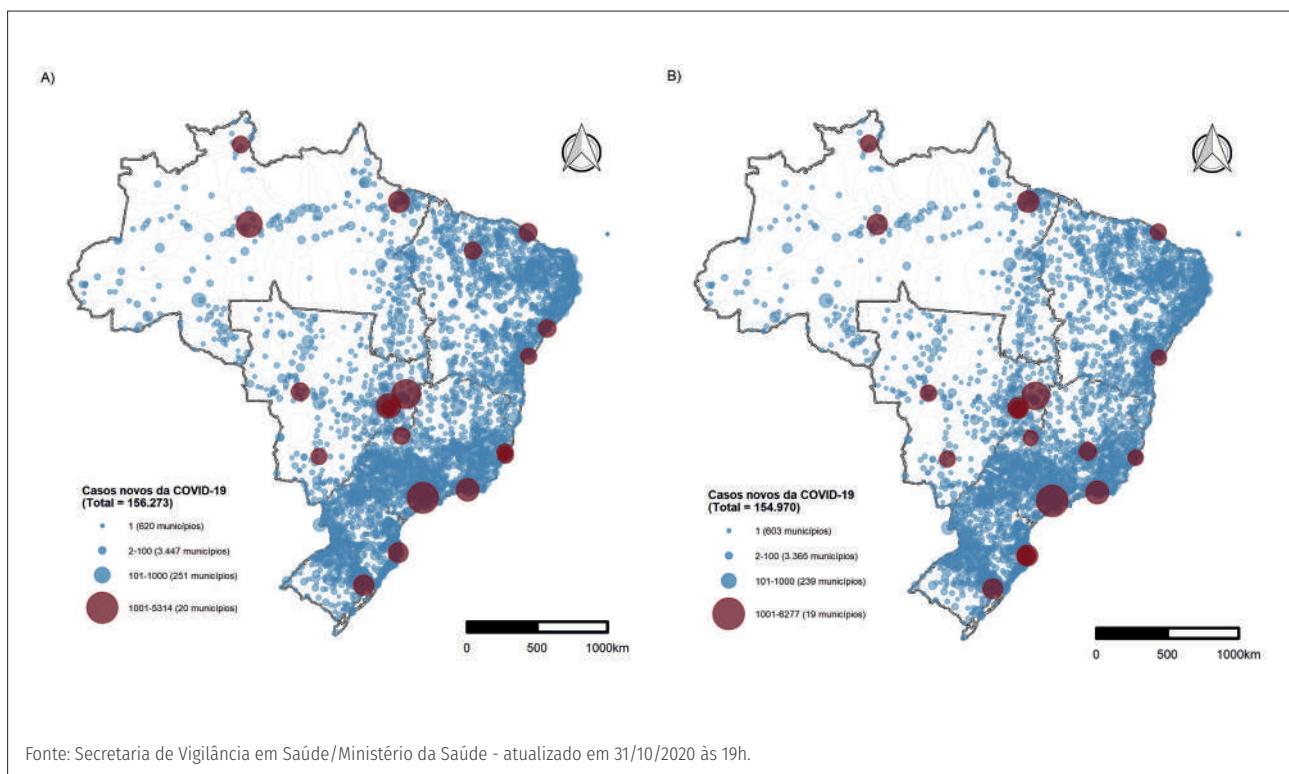 A)
Casos novos da COVID-19
(Total = 156.273)
1 (620 municípios)
2-100 (3.447 municípios)
101-1000 (251 municípios)
1001-5314 (20 municípios)
0 500 1000km
B)
Casos novos da COVID-19
(Total = 154.970)
1 (603 municípios)
2-100 (3.365 municípios)
101-1000 (239 municípios)
1001-6277 (19 municípios)
0 500 1000km
Fonte: Secretaria de Vigilância em Saúde/Ministério da Saúde - atualizado em 31/10/2020 às 19h.